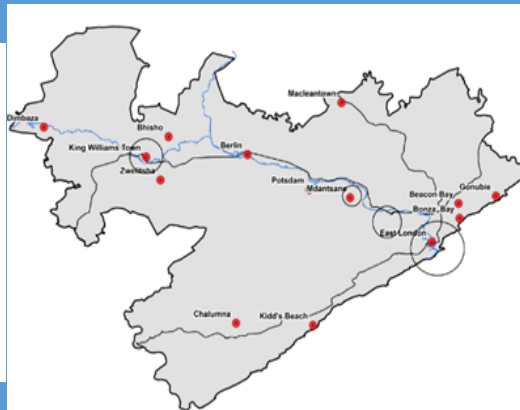 Macleantown
Dimbaza
Bhisho
King Williams Town
Berlin
Zwelitsha
Potsdam
Mdantsane
Beacon Bay
Gonubie
Bonza Bay
East London
Chalumna
Kidd's Beach